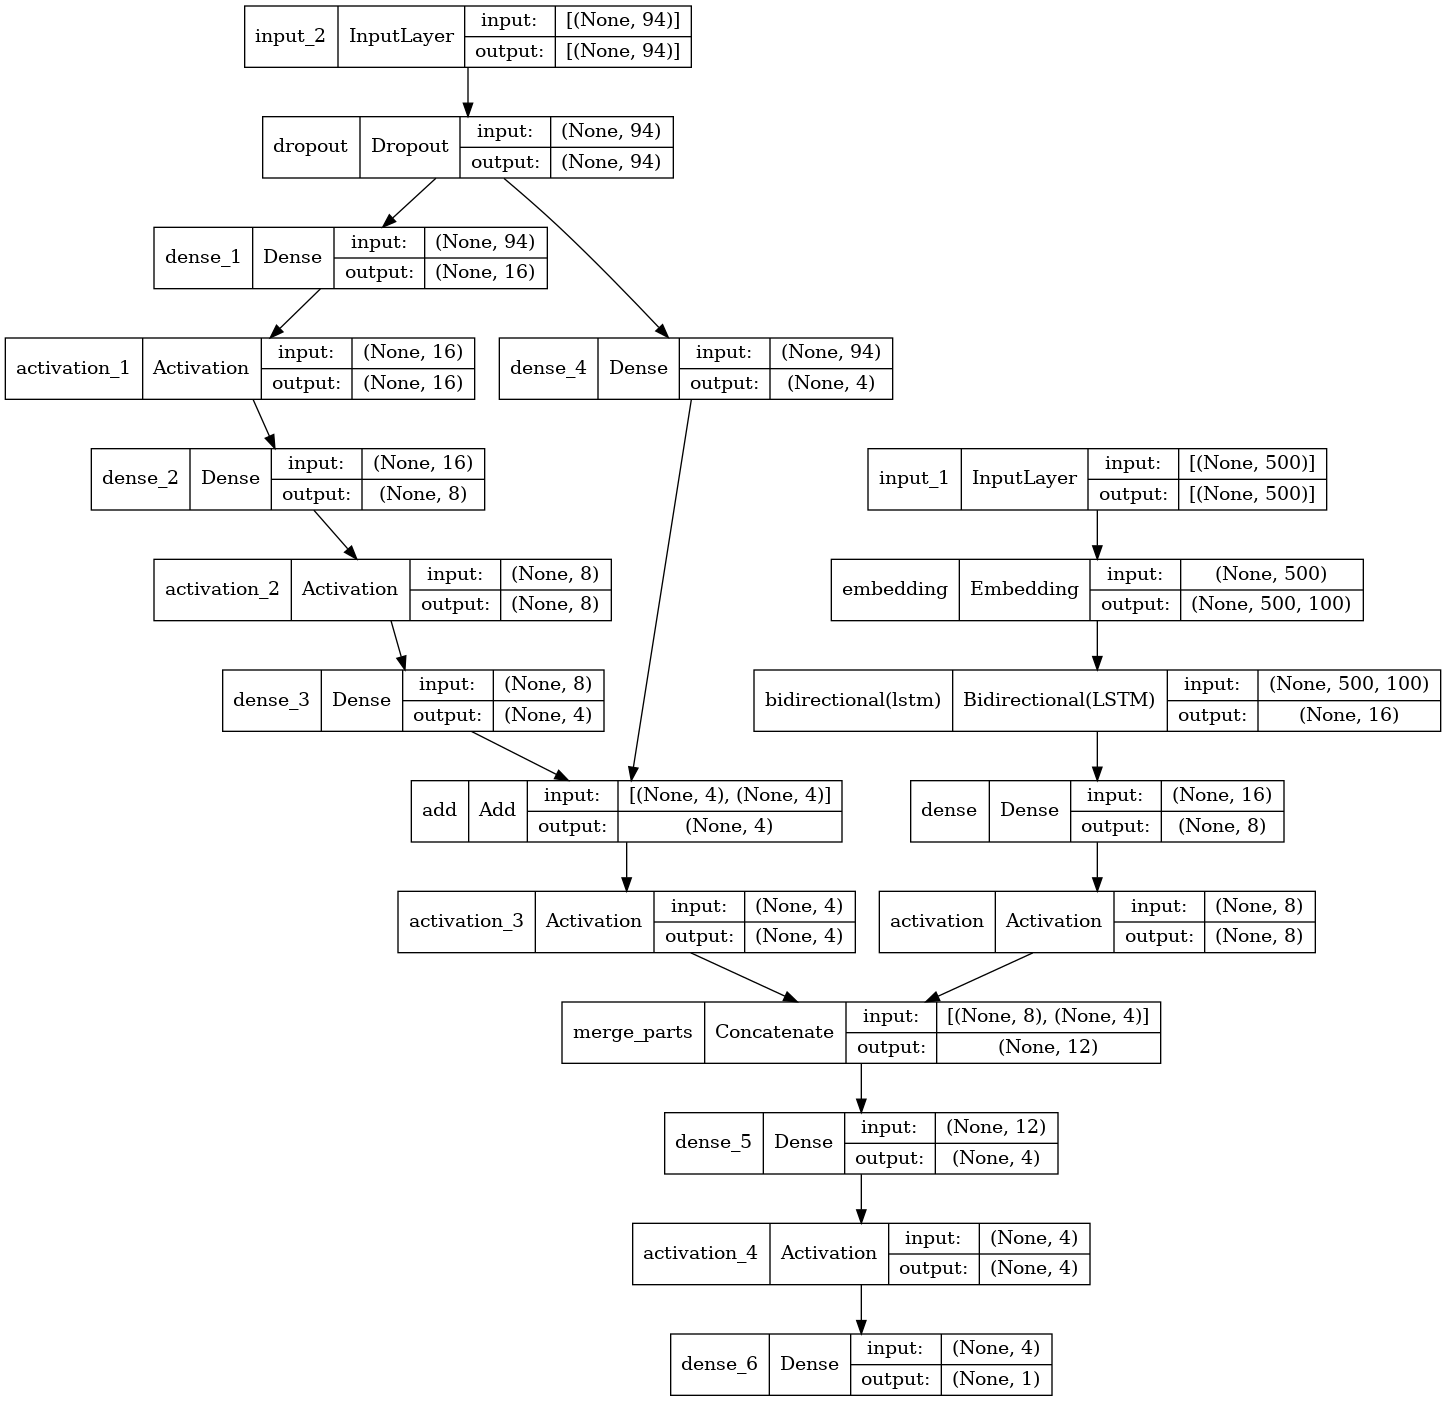 input_2 InputLayer input: [(None, 94)]
output: [(None, 94)]
dropout Dropout input: (None, 94)
output: (None, 94)
dense_1 Dense input: (None, 94)
output: (None, 16)
activation_1 Activation input: (None, 16)
output: (None, 16)
dense_4 Dense input: (None, 94)
output: (None, 4)
dense_2 Dense input: (None, 16)
output: (None, 8)
input_1 InputLayer input: [(None, 500)]
output: [(None, 500)]
activation_2 Activation input: (None, 8)
output: (None, 8)
embedding Embedding input: (None, 500)
output: (None, 500, 100)
dense_3 Dense input: (None, 8)
output: (None, 4)
bidirectional(lstm) Bidirectional(LSTM) input: (None, 500, 100)
output: (None, 16)
add Add input: [(None, 4), (None, 4)]
output: (None, 4)
dense Dense input: (None, 16)
output: (None, 8)
activation_3 Activation input: (None, 4)
output: (None, 4)
activation Activation input: (None, 8)
output: (None, 8)
merge_parts Concatenate input: [(None, 8), (None, 4)]
output: (None, 12)
dense_5 Dense input: (None, 12)
output: (None, 4)
activation_4 Activation input: (None, 4)
output: (None, 4)
dense_6 Dense input: (None, 4)
output: (None, 1)